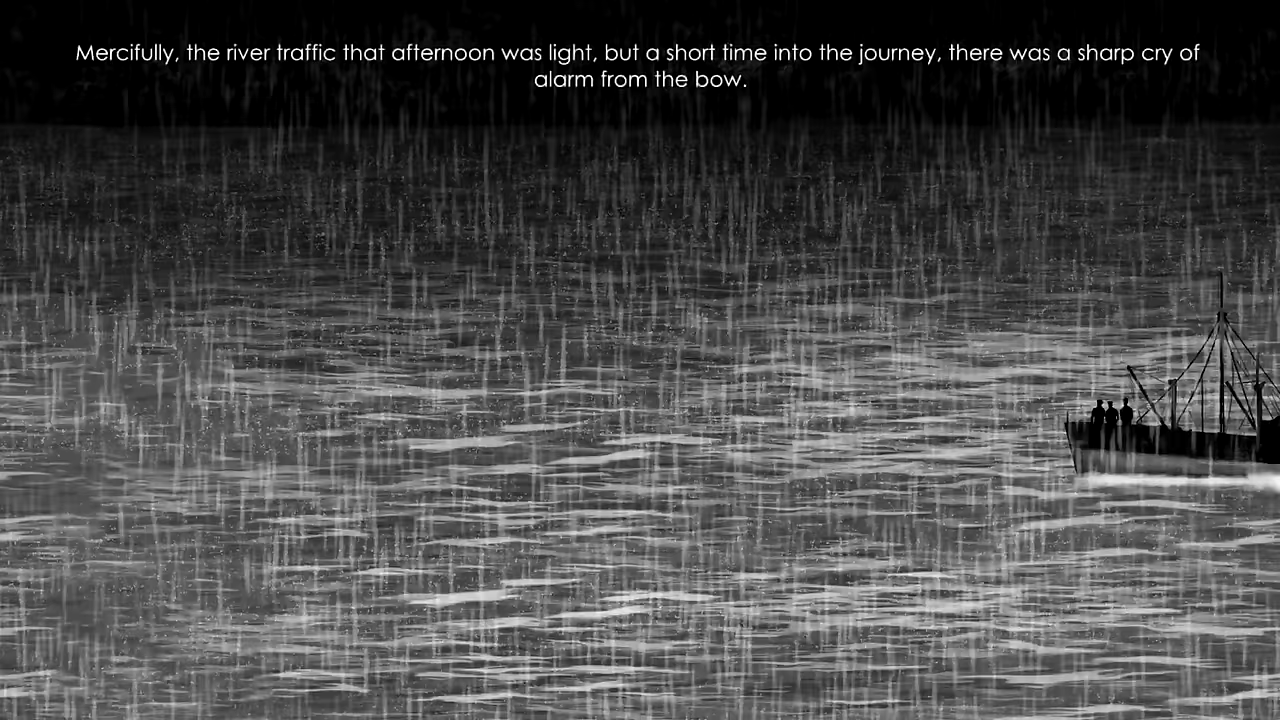 Mercifully, the river traffic that afternoon was light, but a short time into the journey, there was a sharp cry of
alarm from the bow.